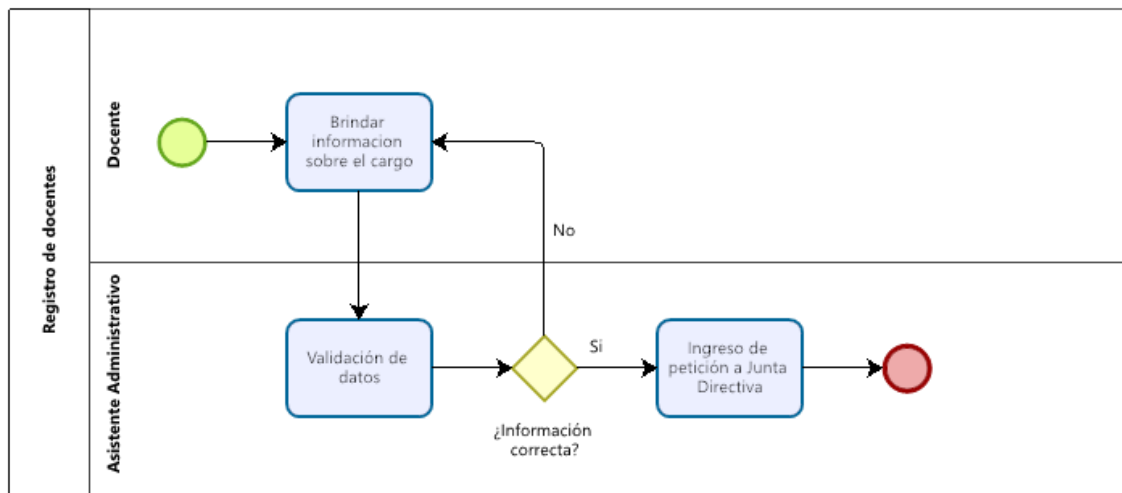 Registro de docentes
Docente
Brindar
informacion
sobre el cargo
No
Asistente Administrativo
Validación de
datos
¿Información
correcta?
Si
Ingreso de
petición a Junta
Directiva